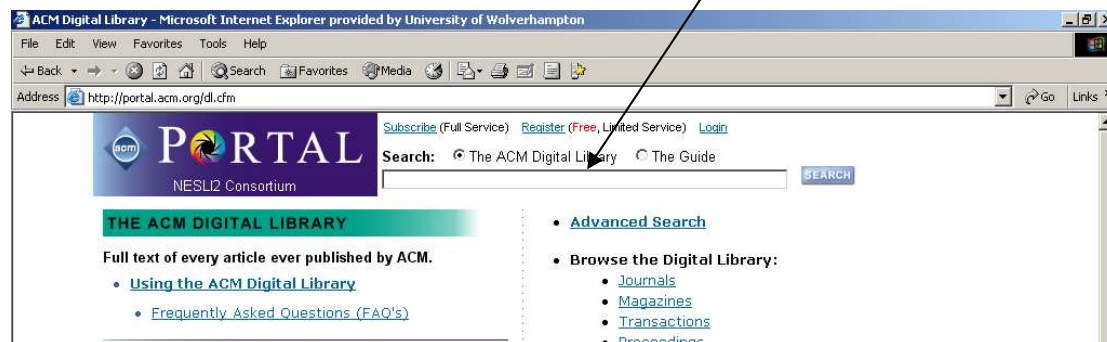 ACM Digital Library - Microsoft Internet Explorer provided by University of Wolverhampton
File Edit View Favorites Tools Help
Back Search Favorites Media
Address http://portal.acm.org/dl.cfm Go Links
Subscribe (Full Service) Register (Free, Limited Service) Login
acm PORTAL
NESLI2 Consortium
Search: The ACM Digital Library The Guide
SEARCH
THE ACM DIGITAL LIBRARY
Full text of every article ever published by ACM.
Using the ACM Digital Library
Frequently Asked Questions (FAQ's)
Advanced Search
Browse the Digital Library:
Journals
Magazines
Transactions
Proceedings